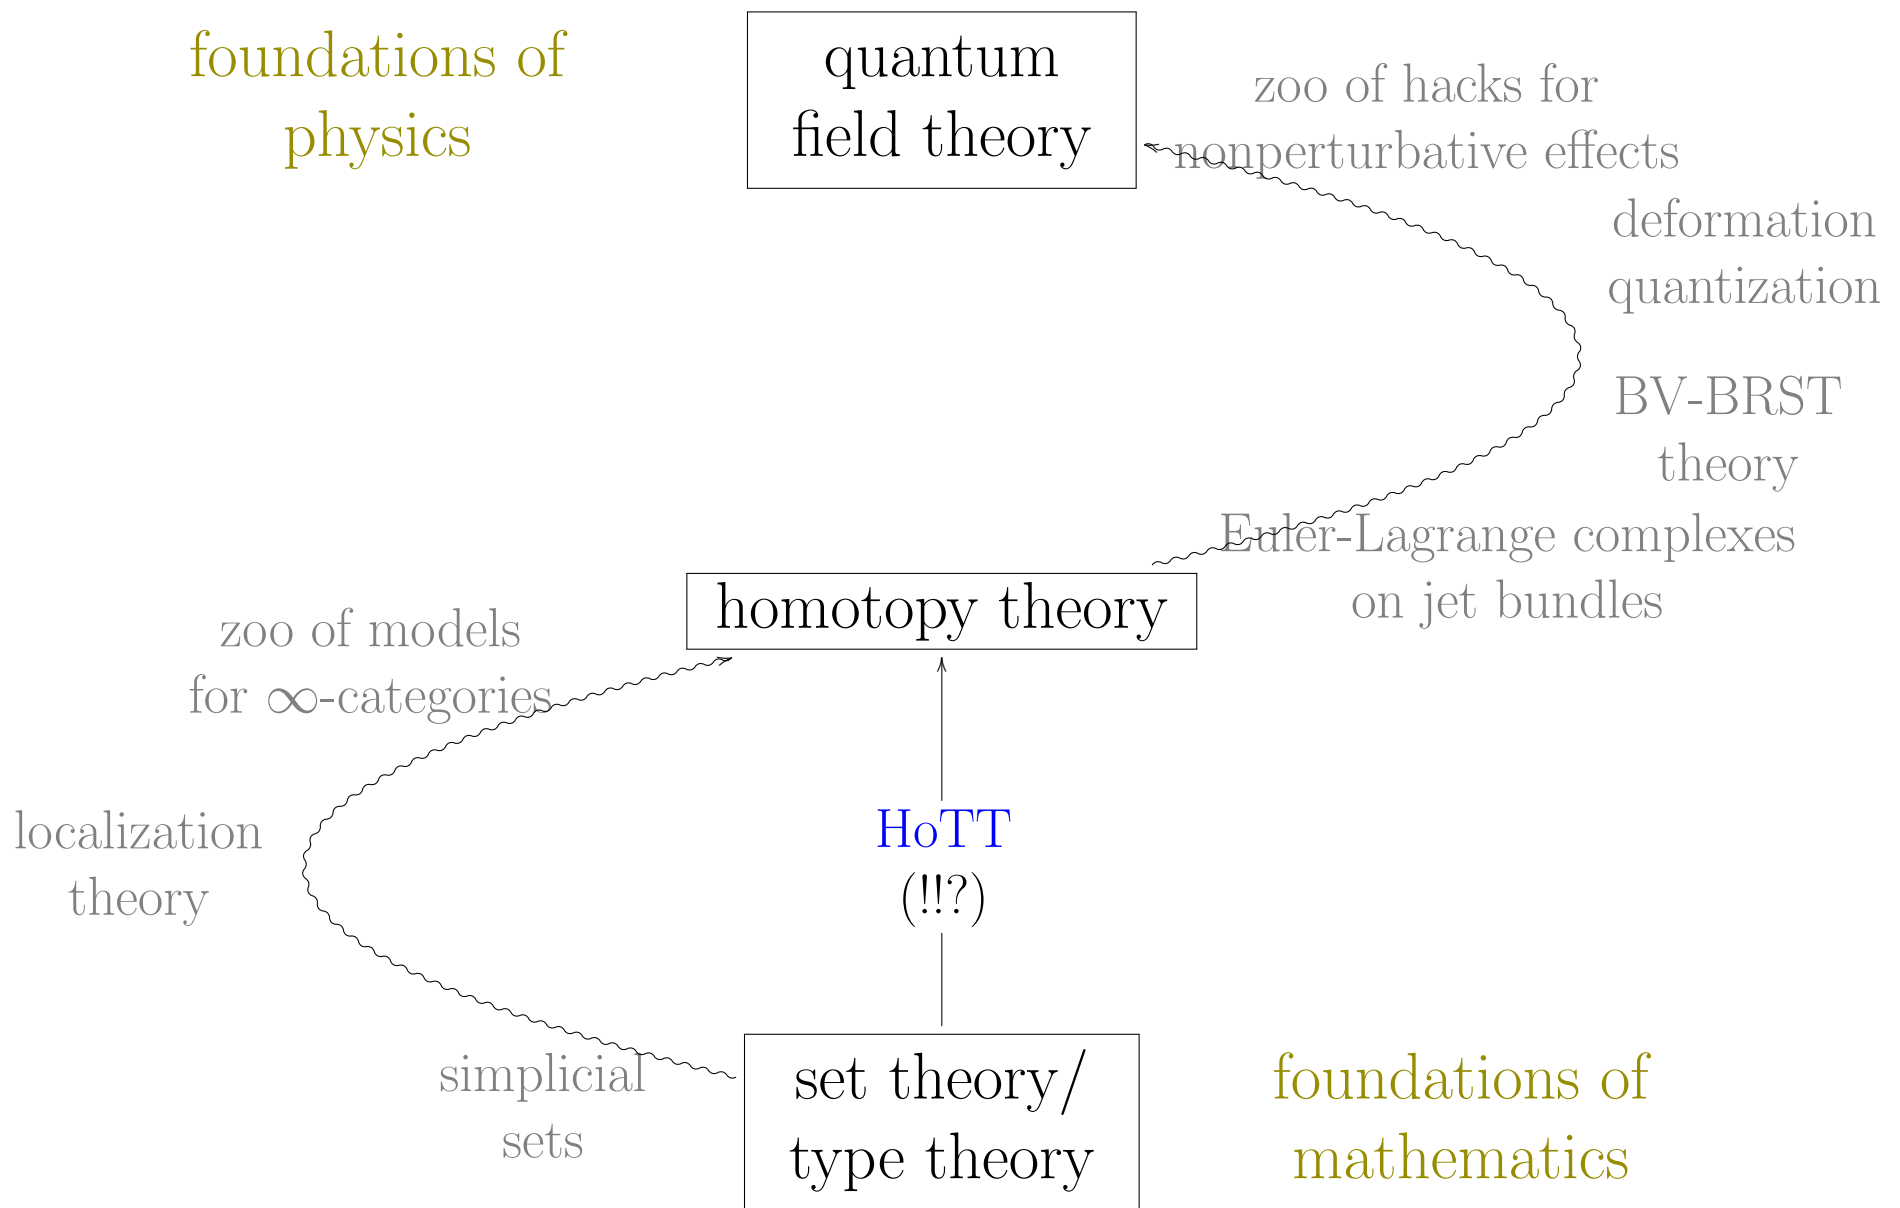 foundations of
physics
quantum
field theory
zoo of hacks for
nonperturbative effects
deformation
quantization
BV-BRST
theory
Euler-Lagrange complexes
on jet bundles
homotopy theory
zoo of models
for ∞-categories
localization
theory
HoTT
(!!?)
simplicial
sets
set theory/
type theory
foundations of
mathematics